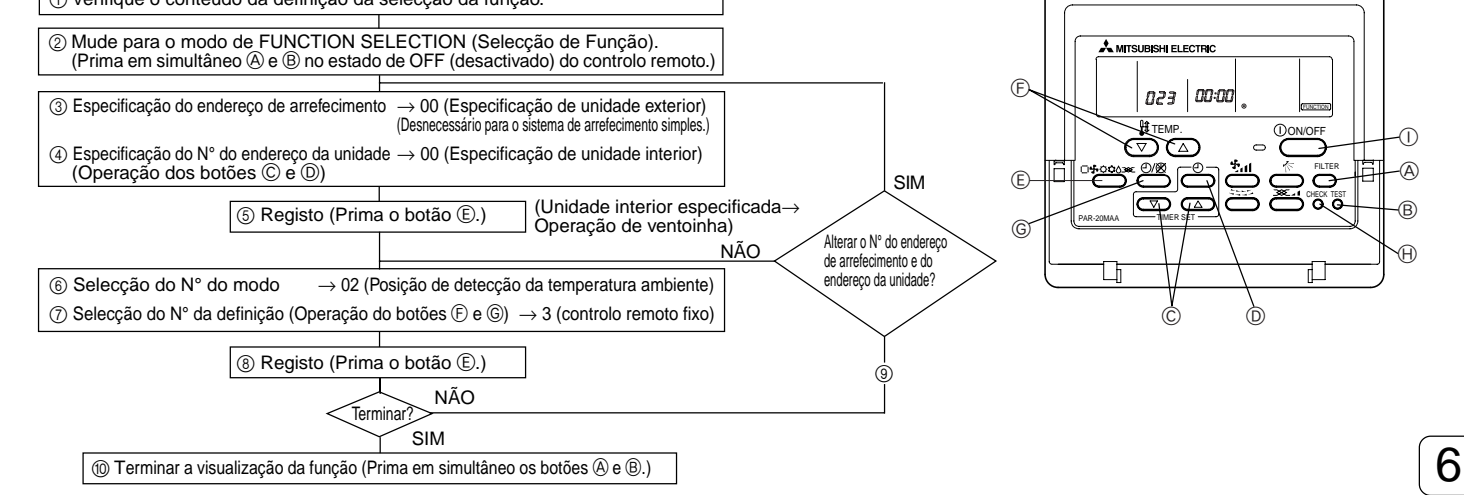 ① Verifique o conteúdo da definição da selecção da função.
② Mude para o modo de FUNCTION SELECTION (Selecção de Função).
(Prima em simultâneo Ⓐ e Ⓑ no estado de OFF (desactivado) do controlo remoto.)
③ Especificação do endereço de arrefecimento → 00 (Especificação de unidade exterior)
(Desnecessário para o sistema de arrefecimento simples.)
④ Especificação do N° do endereço da unidade → 00 (Especificação de unidade interior)
(Operação dos botões Ⓒ e Ⓓ)
⑤ Registo (Prima o botão Ⓔ.)
(Unidade interior especificada→
Operação de ventoinha)
SIM
NÃO
Alterar o N° do endereço
de arrefecimento e do
endereço da unidade?
⑥ Selecção do N° do modo → 02 (Posição de detecção da temperatura ambiente)
⑦ Selecção do N° da definição (Operação do botões Ⓕ e Ⓖ) → 3 (controlo remoto fixo)
⑧ Registo (Prima o botão Ⓔ.)
⑨
NÃO
Terminar?
SIM
⑩ Terminar a visualização da função (Prima em simultâneo os botões Ⓐ e Ⓑ.)
MITSUBISHI ELECTRIC
023 00:00
FUNCTION
Ⓕ
TEMP.
ON/OFF
Ⓘ
FILTER
Ⓐ
Ⓔ
CHECK TEST
Ⓑ
Ⓖ
PAR-20MAA
TIMER SET
Ⓗ
Ⓒ
Ⓓ
6